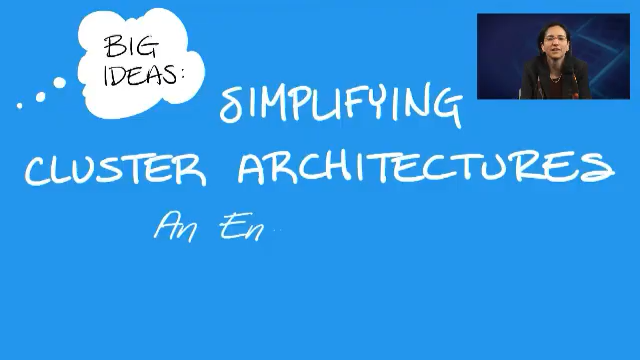 BIG
IDEAS:
SIMPLIFYING
CLUSTER ARCHITECTURES
An En